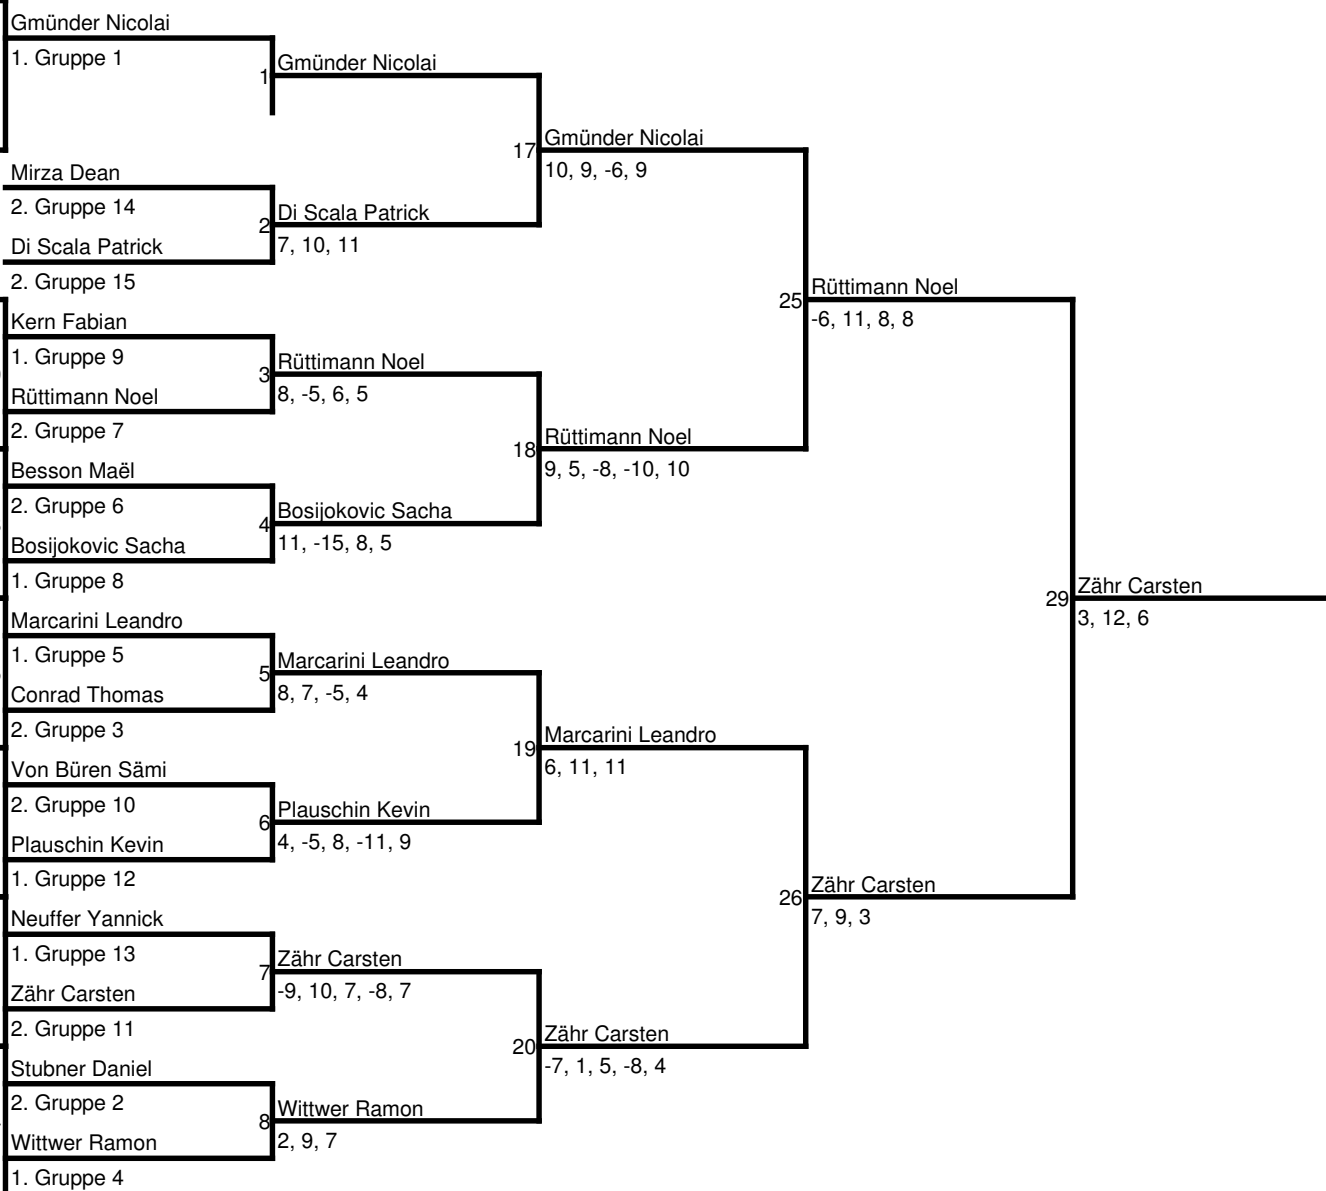 Gmünder Nicolai
1. Gruppe 1
1
Gmünder Nicolai
17
Gmünder Nicolai
10, 9, -6, 9
Mirza Dean
2. Gruppe 14
2
Di Scala Patrick
7, 10, 11
Di Scala Patrick
2. Gruppe 15
25
Rüttimann Noel
-6, 11, 8, 8
Kern Fabian
1. Gruppe 9
3
Rüttimann Noel
8, -5, 6, 5
Rüttimann Noel
2. Gruppe 7
18
Rüttimann Noel
9, 5, -8, -10, 10
Besson Maël
2. Gruppe 6
4
Bosijokovic Sacha
11, -15, 8, 5
Bosijokovic Sacha
1. Gruppe 8
29
Zähr Carsten
3, 12, 6
Marcarini Leandro
1. Gruppe 5
5
Marcarini Leandro
8, 7, -5, 4
Conrad Thomas
2. Gruppe 3
19
Marcarini Leandro
6, 11, 11
Von Büren Sämi
2. Gruppe 10
6
Plauschin Kevin
4, -5, 8, -11, 9
Plauschin Kevin
1. Gruppe 12
26
Zähr Carsten
7, 9, 3
Neuffer Yannick
1. Gruppe 13
7
Zähr Carsten
-9, 10, 7, -8, 7
Zähr Carsten
2. Gruppe 11
20
Zähr Carsten
-7, 1, 5, -8, 4
Stubner Daniel
2. Gruppe 2
8
Wittwer Ramon
2, 9, 7
Wittwer Ramon
1. Gruppe 4